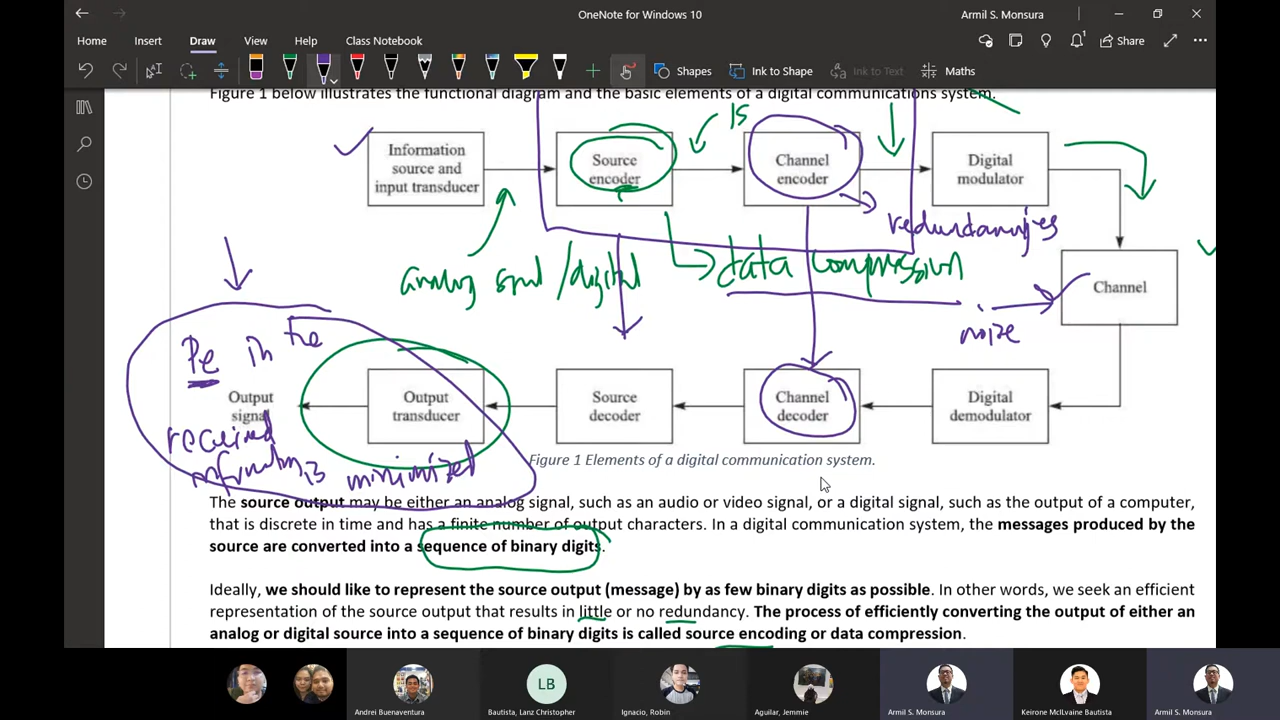 OneNote for Windows 10
Armil S. Monsura
Home Insert Draw View Help Class Notebook
Share
Shapes Ink to Shape Ink to Text Maths
Figure 1 below illustrates the functional diagram and the basic elements of a digital communications system.
1s
Information
source and
input transducer
Source
encoder
Channel
encoder
Digital
modulator
redundannies
analog signl /digital
data compression
Channel
noize
Pe in the
received
is minimized
Output
signal
Output
transducer
Source
decoder
Channel
decoder
Digital
demodulator
Figure 1 Elements of a digital communication system.
The source output may be either an analog signal, such as an audio or video signal, or a digital signal, such as the output of a computer,
that is discrete in time and has a finite number of output characters. In a digital communication system, the messages produced by the
source are converted into a sequence of binary digits.
Ideally, we should like to represent the source output (message) by as few binary digits as possible. In other words, we seek an efficient
representation of the source output that results in little or no redundancy. The process of efficiently converting the output of either an
analog or digital source into a sequence of binary digits is called source encoding or data compression.
Andrei Buenaventura
LB
Bautista, Lanz Christopher
Ignacio, Robin
Aguilar, Jemmie
Armil S. Monsura
Keirone McIlvaine Bautista
Armil S. Monsura